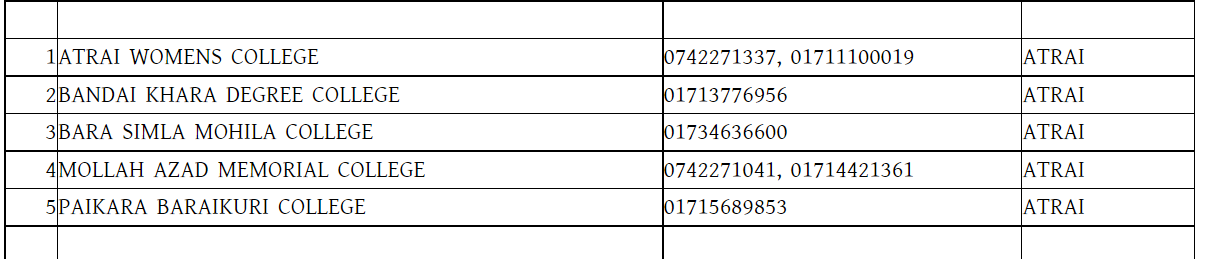 1 ATRAI WOMENS COLLEGE 0742271337, 01711100019 ATRAI
2 BANDAI KHARA DEGREE COLLEGE 01713776956 ATRAI
3 BARA SIMLA MOHILA COLLEGE 01734636600 ATRAI
4 MOLLAH AZAD MEMORIAL COLLEGE 0742271041, 01714421361 ATRAI
5 PAIKARA BARAIKURI COLLEGE 01715689853 ATRAI